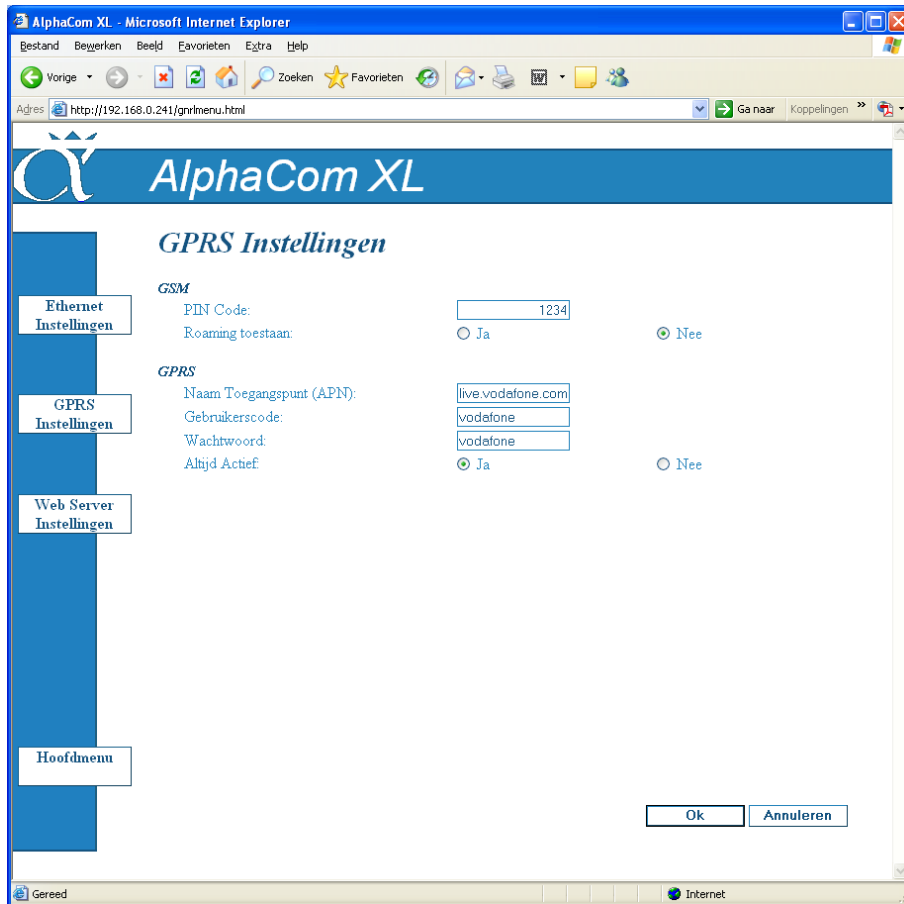 AlphaCom XL - Microsoft Internet Explorer
Bestand Bewerken Beeld Favorieten Extra Help
Vorige Zoeken Favorieten
Adres http://192.168.0.241/gnrlmenu.html Ga naar Koppelingen »
AlphaCom XL
GPRS Instellingen
GSM
PIN Code: 1234
Roaming toestaan: Ja Nee
GPRS
Naam Toegangspunt (APN): live.vodafone.com
Gebruikerscode: vodafone
Wachtwoord: vodafone
Altijd Actief: Ja Nee
Ethernet
Instellingen
GPRS
Instellingen
Web Server
Instellingen
Hoofdmenu
Ok Annuleren
Gereed Internet